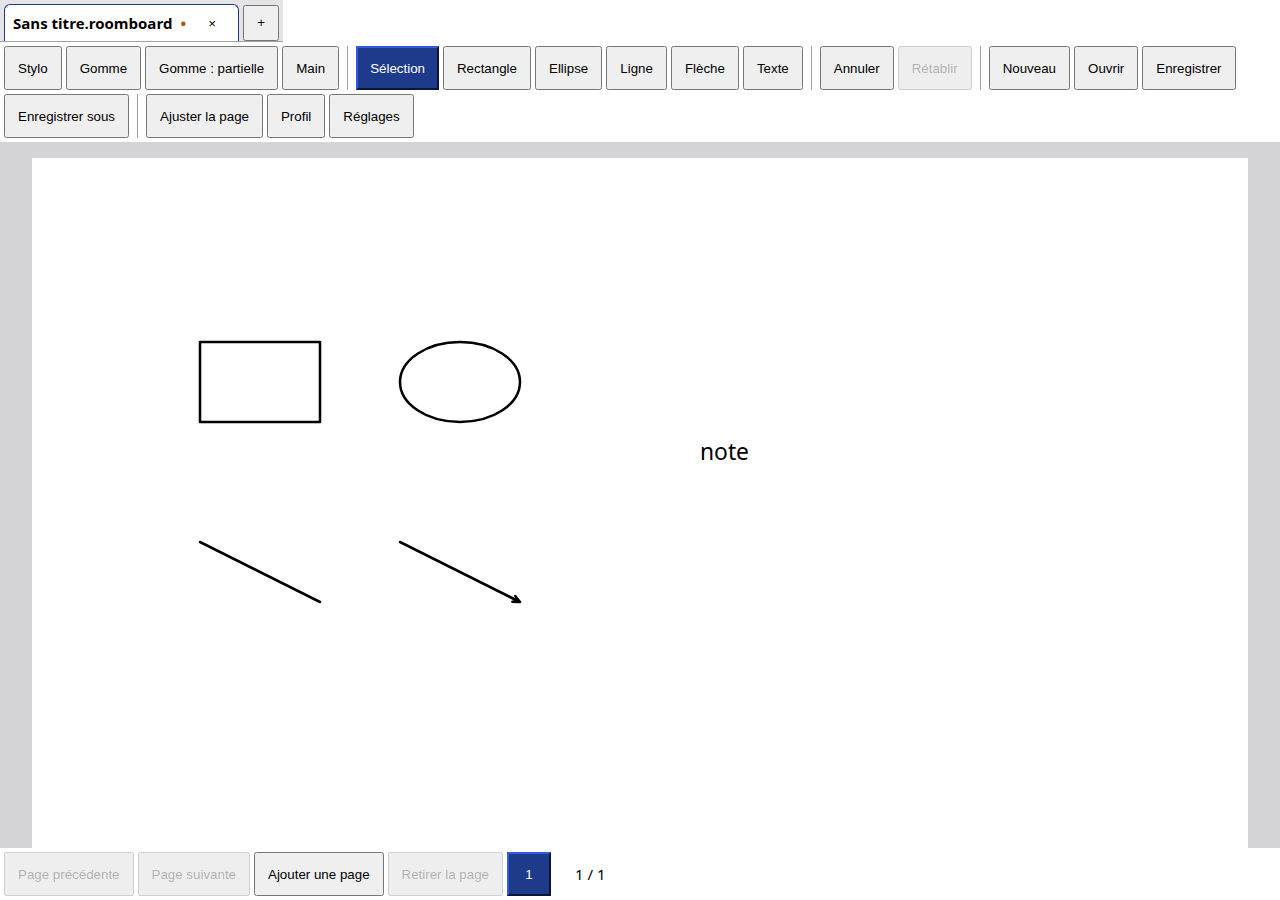 Sans titre.roomboard • × +
Stylo Gomme Gomme : partielle Main Sélection Rectangle Ellipse Ligne Flèche Texte Annuler Rétablir Nouveau Ouvrir Enregistrer
Enregistrer sous Ajuster la page Profil Réglages
note
Page précédente Page suivante Ajouter une page Retirer la page 1 1 / 1